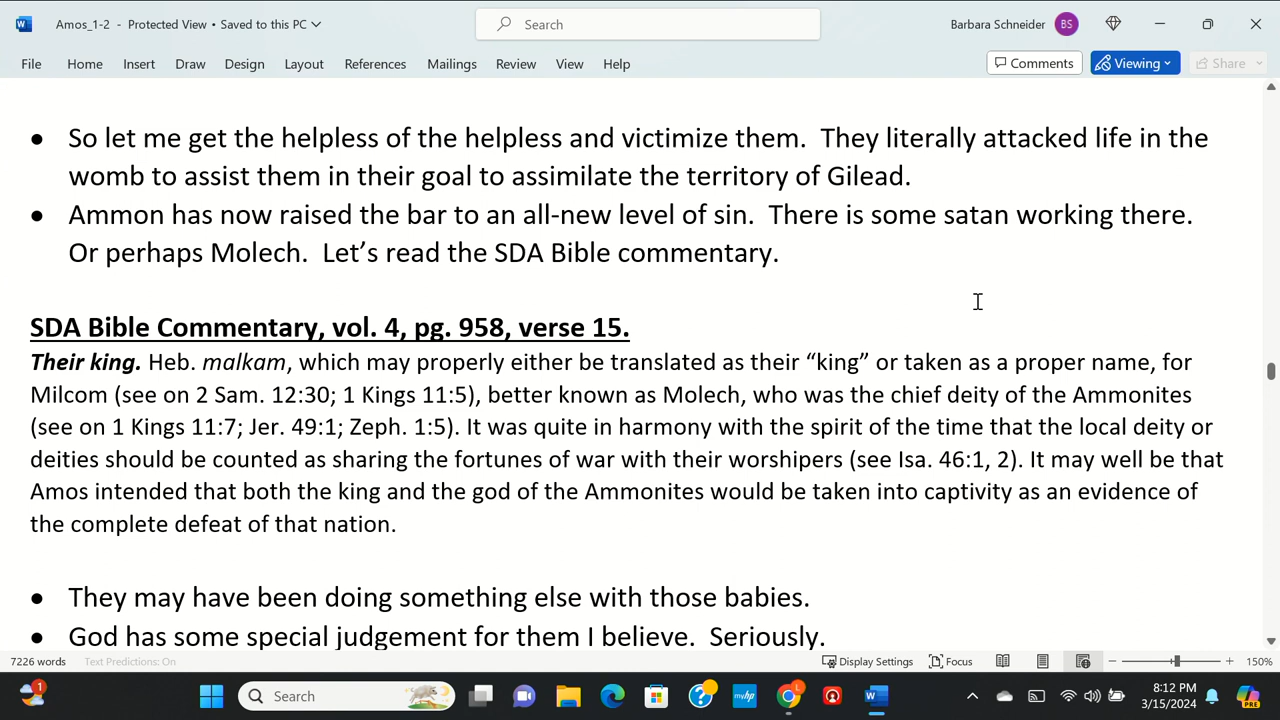 Amos_1-2 - Protected View • Saved to this PC
Search
Barbara Schneider BS
File Home Insert Draw Design Layout References Mailings Review View Help Comments Viewing Share
• So let me get the helpless of the helpless and victimize them. They literally attacked life in the
womb to assist them in their goal to assimilate the territory of Gilead.
• Ammon has now raised the bar to an all-new level of sin. There is some satan working there.
Or perhaps Molech. Let’s read the SDA Bible commentary.
SDA Bible Commentary, vol. 4, pg. 958, verse 15.
Their king. Heb. malkam, which may properly either be translated as their “king” or taken as a proper name, for
Milcom (see on 2 Sam. 12:30; 1 Kings 11:5), better known as Molech, who was the chief deity of the Ammonites
(see on 1 Kings 11:7; Jer. 49:1; Zeph. 1:5). It was quite in harmony with the spirit of the time that the local deity or
deities should be counted as sharing the fortunes of war with their worshipers (see Isa. 46:1, 2). It may well be that
Amos intended that both the king and the god of the Ammonites would be taken into captivity as an evidence of
the complete defeat of that nation.
• They may have been doing something else with those babies.
• God has some special judgement for them I believe. Seriously.
7226 words Text Predictions: On Display Settings Focus 150%
1 Search hp 8:12 PM
3/15/2024 PRE